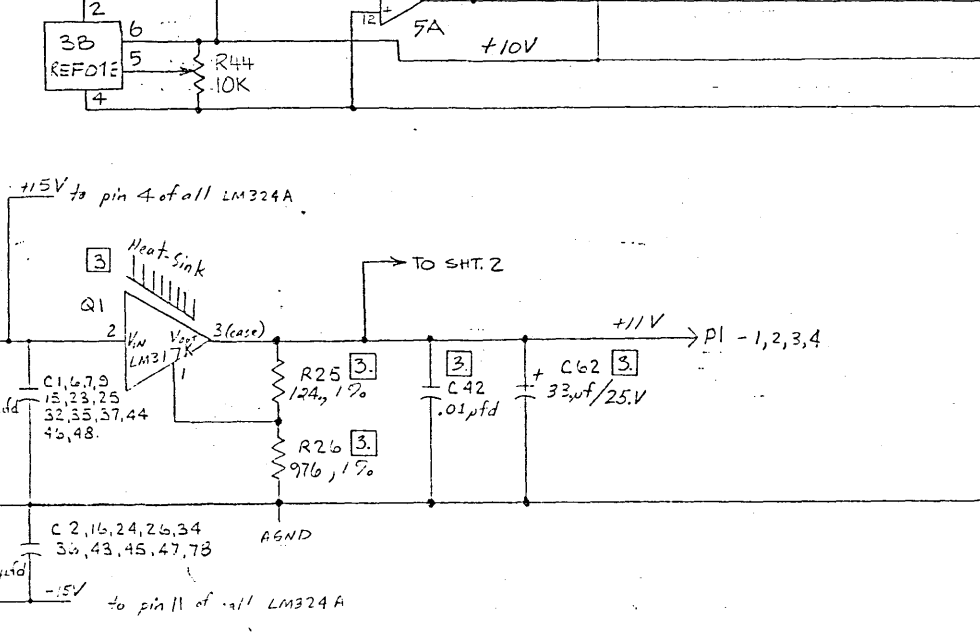 2
12 +
5A
3B
REF01E
6
5
4
R44
10K
+10V
+15V to pin 4 of all LM324A
3
Heat-Sink
TO SHT. 2
Q1
2
VIN
VOUT
LM317K
1
3 (case)
+11V
P1 - 1,2,3,4
C1,6,7,9
15,23,25
32,35,37,44
46,48.
R25 3.
124, 1%
3.
C42
.01µfd
+ C62 3.
33µf/25V
R26 3.
976, 1%
C 2,16,24,26,34
36,43,45,47,78
AGND
-15V
to pin 11 of all LM324A